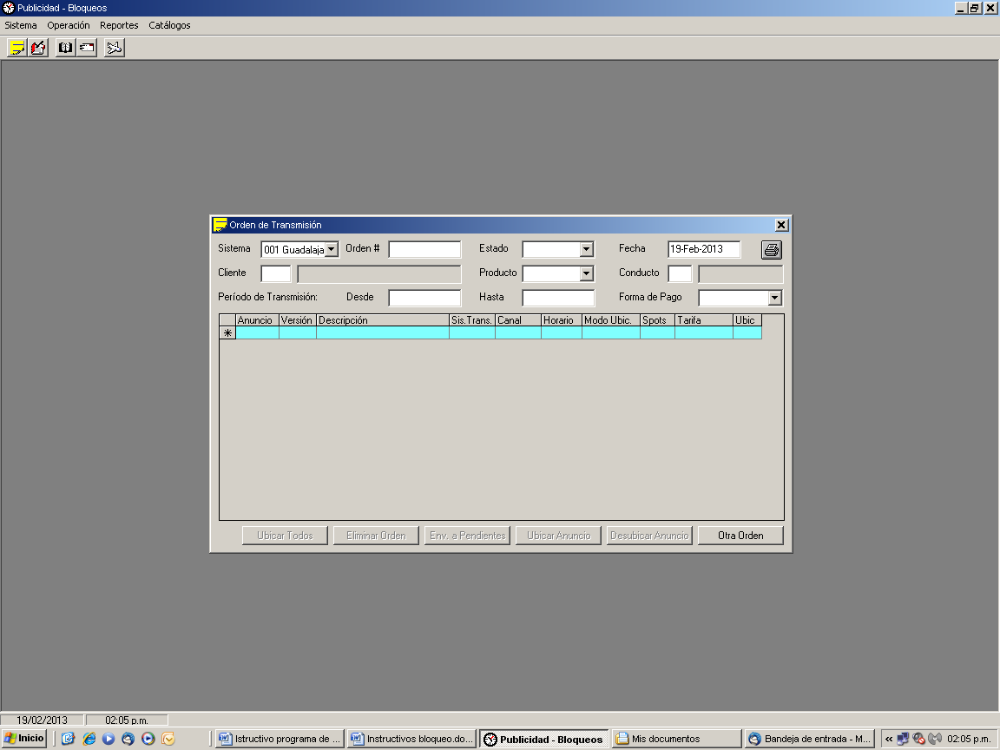 Publicidad - Bloqueos
Sistema Operación Reportes Catálogos
Orden de Transmisión
Sistema 001 Guadalaja Orden # Estado Fecha 19-Feb-2013
Cliente Producto Conducto
Período de Transmisión: Desde Hasta Forma de Pago
Anuncio Versión Descripción Sis.Trans. Canal Horario Modo Ubic. Spots Tarifa Ubic
Ubicar Todos Eliminar Orden Env. a Pendientes Ubicar Anuncio Desubicar Anuncio Otra Orden
19/02/2013 02:05 p.m.
Inicio Istructivo programa de ... Instructivos bloqueo.do... Publicidad - Bloqueos Mis documentos Bandeja de entrada - M... « 02:05 p.m.